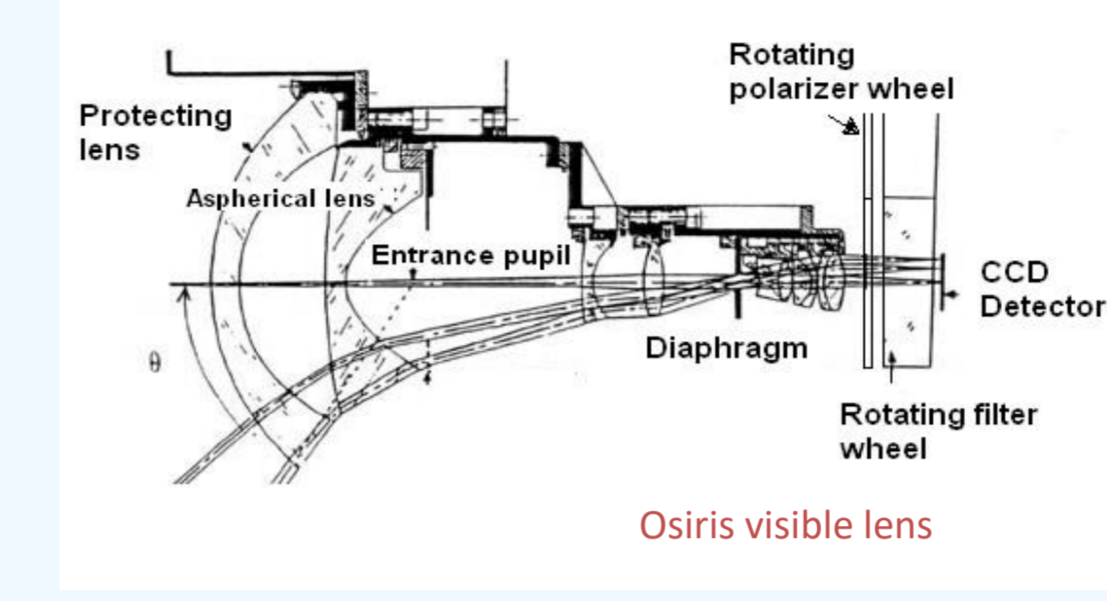 Rotating
polarizer wheel
Protecting
lens
Aspherical lens
Entrance pupil
CCD
Detector
θ
Diaphragm
Rotating filter
wheel
Osiris visible lens